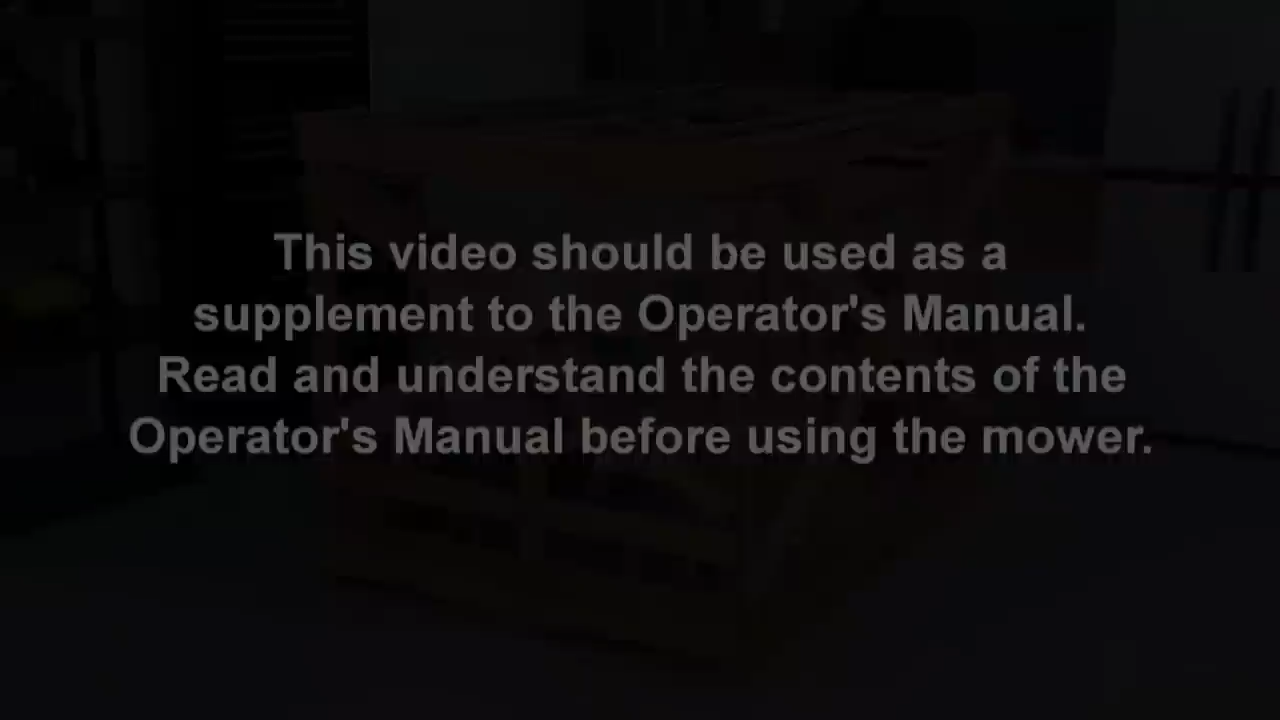 This video should be used as a
supplement to the Operator's Manual.
Read and understand the contents of the
Operator's Manual before using the mower.